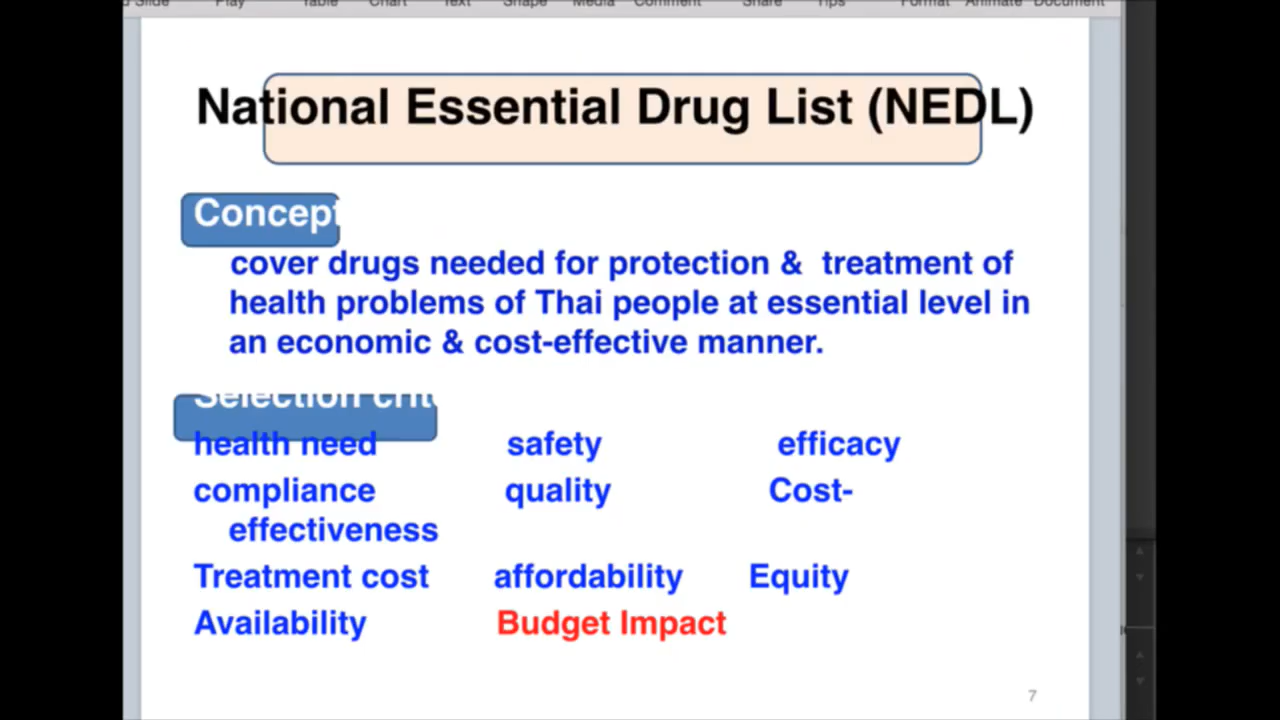 Slide Play Table Chart Text Shape Media Comment Share Tips Format Animate Document
National Essential Drug List (NEDL)
Concept
cover drugs needed for protection & treatment of
health problems of Thai people at essential level in
an economic & cost-effective manner.
Selection crit
health need safety efficacy
compliance quality Cost-
effectiveness
Treatment cost affordability Equity
Availability Budget Impact
7